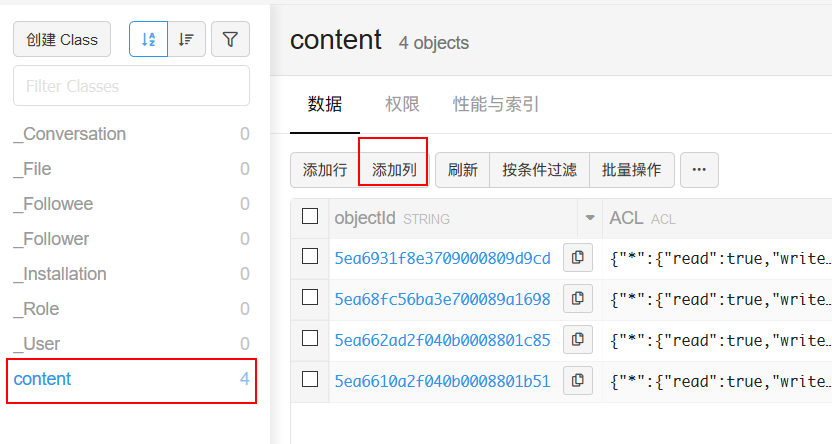 创建 Class
Filter Classes
_Conversation 0
_File 0
_Followee 0
_Follower 0
_Installation 0
_Role 0
_User 0
content 4
content 4 objects
数据 权限 性能与索引
添加行 添加列 刷新 按条件过滤 批量操作 ···
objectId STRING ACL ACL
5ea6931f8e3709000809d9cd {"*":{"read":true,"write…
5ea68fc56ba3e700089a1698 {"*":{"read":true,"write…
5ea662ad2f040b0008801c85 {"*":{"read":true,"write…
5ea6610a2f040b0008801b51 {"*":{"read":true,"write…